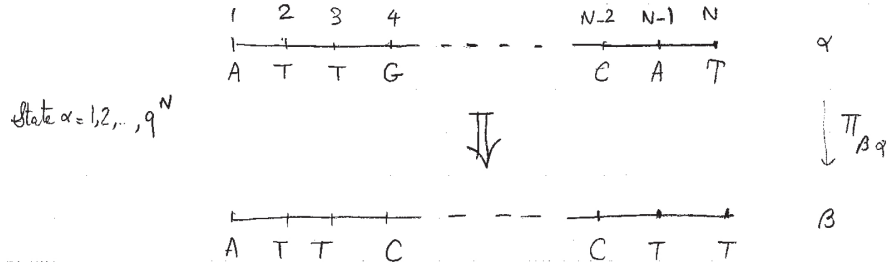 1 2 3 4 N-2 N-1 N
A T T G - - - - C A T α
State α = 1,2,..., q^N
⇓ ↓ Π_βα
A T T C - - - C T T β